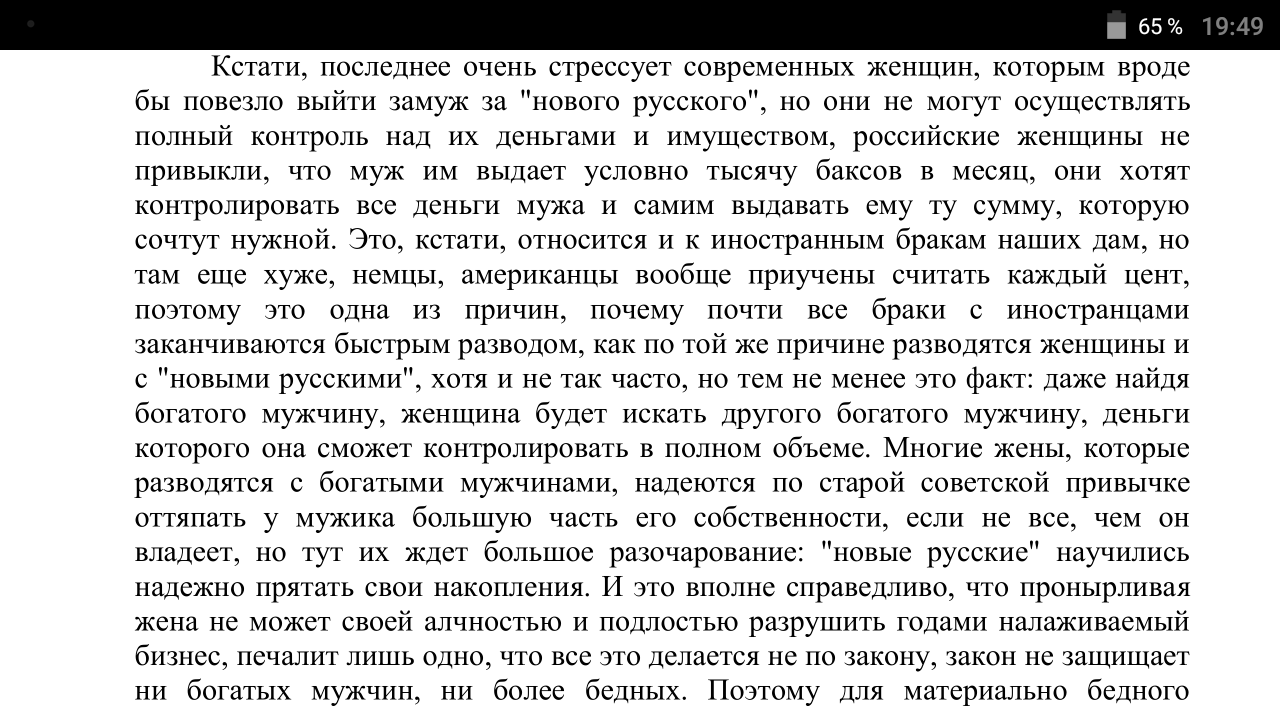 65 % 19:49
Кстати, последнее очень стрессует современных женщин, которым вроде
бы повезло выйти замуж за "нового русского", но они не могут осуществлять
полный контроль над их деньгами и имуществом, российские женщины не
привыкли, что муж им выдает условно тысячу баксов в месяц, они хотят
контролировать все деньги мужа и самим выдавать ему ту сумму, которую
сочтут нужной. Это, кстати, относится и к иностранным бракам наших дам, но
там еще хуже, немцы, американцы вообще приучены считать каждый цент,
поэтому это одна из причин, почему почти все браки с иностранцами
заканчиваются быстрым разводом, как по той же причине разводятся женщины и
с "новыми русскими", хотя и не так часто, но тем не менее это факт: даже найдя
богатого мужчину, женщина будет искать другого богатого мужчину, деньги
которого она сможет контролировать в полном объеме. Многие жены, которые
разводятся с богатыми мужчинами, надеются по старой советской привычке
оттяпать у мужика большую часть его собственности, если не все, чем он
владеет, но тут их ждет большое разочарование: "новые русские" научились
надежно прятать свои накопления. И это вполне справедливо, что пронырливая
жена не может своей алчностью и подлостью разрушить годами налаживаемый
бизнес, печалит лишь одно, что все это делается не по закону, закон не защищает
ни богатых мужчин, ни более бедных. Поэтому для материально бедного